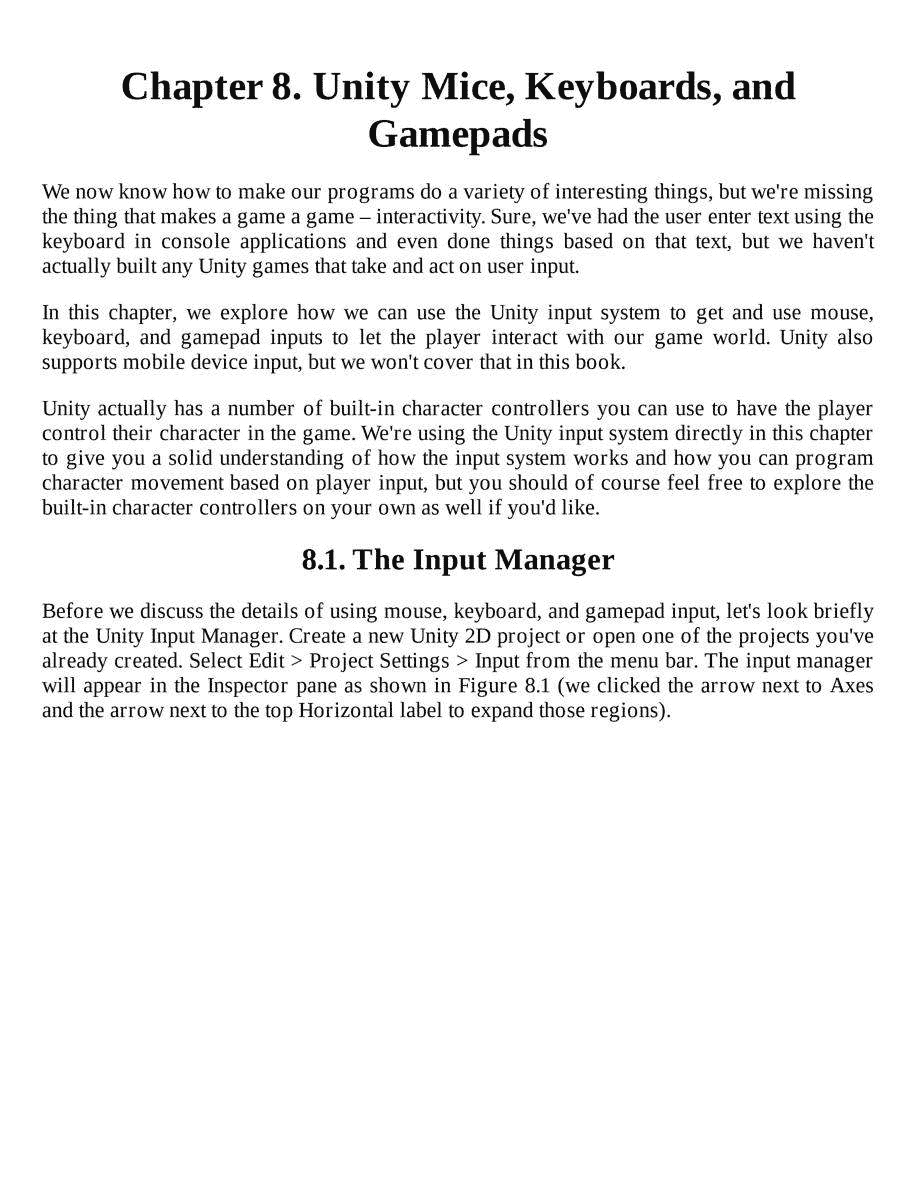 Chapter 8. Unity Mice, Keyboards, and
Gamepads
We now know how to make our programs do a variety of interesting things, but we're missing
the thing that makes a game a game – interactivity. Sure, we've had the user enter text using the
keyboard in console applications and even done things based on that text, but we haven't
actually built any Unity games that take and act on user input.
In this chapter, we explore how we can use the Unity input system to get and use mouse,
keyboard, and gamepad inputs to let the player interact with our game world. Unity also
supports mobile device input, but we won't cover that in this book.
Unity actually has a number of built-in character controllers you can use to have the player
control their character in the game. We're using the Unity input system directly in this chapter
to give you a solid understanding of how the input system works and how you can program
character movement based on player input, but you should of course feel free to explore the
built-in character controllers on your own as well if you'd like.
8.1. The Input Manager
Before we discuss the details of using mouse, keyboard, and gamepad input, let's look briefly
at the Unity Input Manager. Create a new Unity 2D project or open one of the projects you've
already created. Select Edit > Project Settings > Input from the menu bar. The input manager
will appear in the Inspector pane as shown in Figure 8.1 (we clicked the arrow next to Axes
and the arrow next to the top Horizontal label to expand those regions).